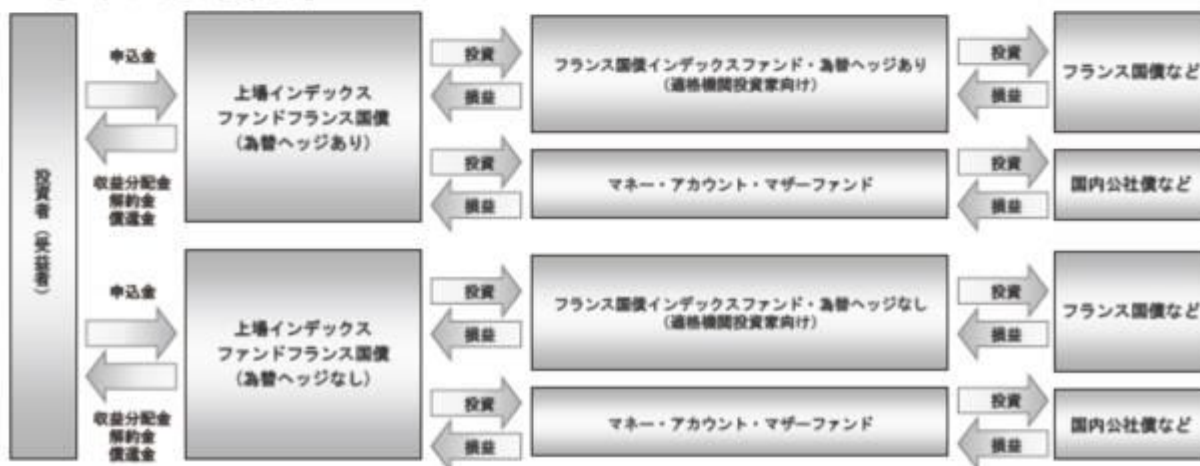 投資者（受益者）
申込金
収益分配金
解約金
償還金
上場インデックス
ファンドフランス国債
（為替ヘッジあり）
投資
損益
フランス国債インデックスファンド・為替ヘッジあり
（適格機関投資家向け）
投資
損益
フランス国債など
投資
損益
マネー・アカウント・マザーファンド
投資
損益
国内公社債など
申込金
収益分配金
解約金
償還金
上場インデックス
ファンドフランス国債
（為替ヘッジなし）
投資
損益
フランス国債インデックスファンド・為替ヘッジなし
（適格機関投資家向け）
投資
損益
フランス国債など
投資
損益
マネー・アカウント・マザーファンド
投資
損益
国内公社債など